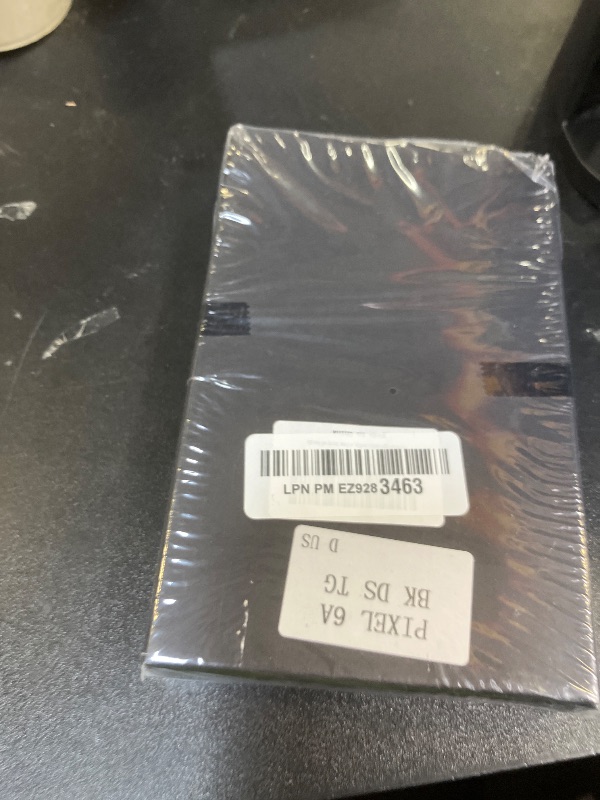 LPN PM EZ9283463
PIXEL 6A
BK DS TG
D US